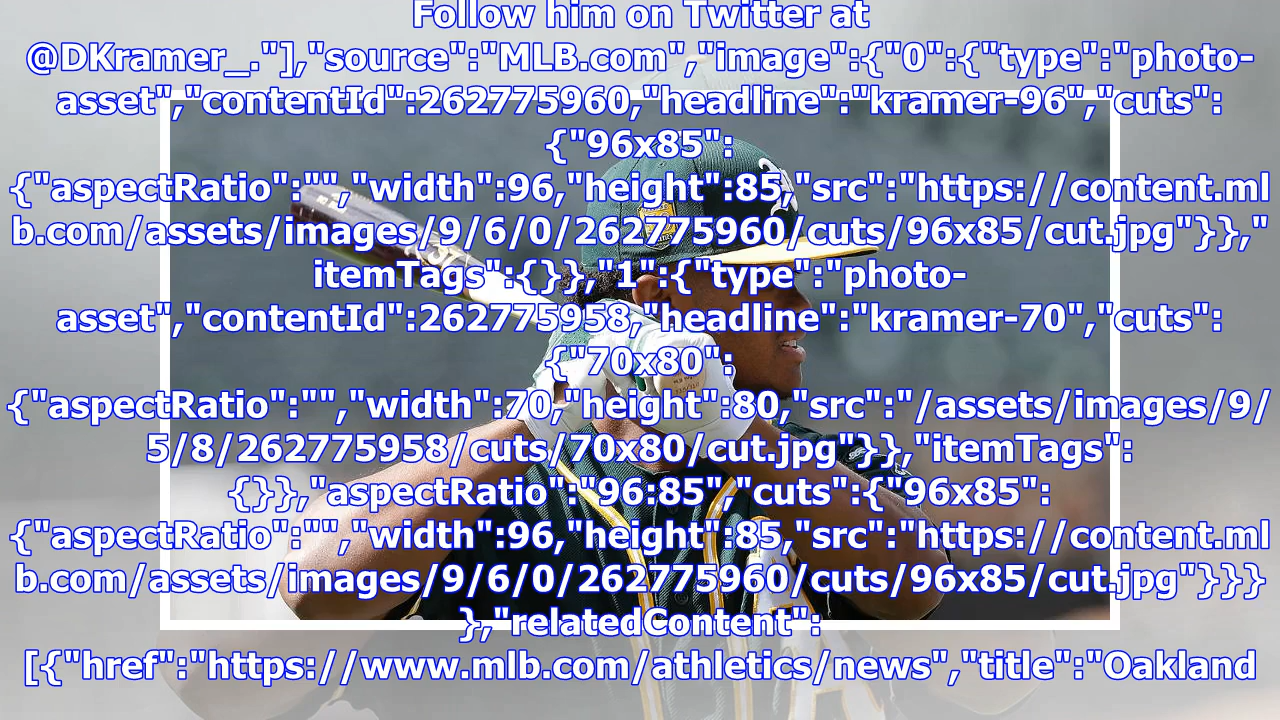 Follow him on Twitter at
@DKramer_."],"source":"MLB.com","image":{"0":{"type":"photo-
asset","contentId":262775960,"headline":"kramer-96","cuts":
{"96x85":
{"aspectRatio":"","width":96,"height":85,"src":"https://content.ml
b.com/assets/images/9/6/0/262775960/cuts/96x85/cut.jpg"}},"
itemTags":{}},"1":{"type":"photo-
asset","contentId":262775958,"headline":"kramer-70","cuts":
{"70x80":
{"aspectRatio":"","width":70,"height":80,"src":"/assets/images/9/
5/8/262775958/cuts/70x80/cut.jpg"}},"itemTags":
{}},"aspectRatio":"96:85","cuts":{"96x85":
{"aspectRatio":"","width":96,"height":85,"src":"https://content.ml
b.com/assets/images/9/6/0/262775960/cuts/96x85/cut.jpg"}}}
},"relatedContent":
[{"href":"https://www.mlb.com/athletics/news","title":"Oakland